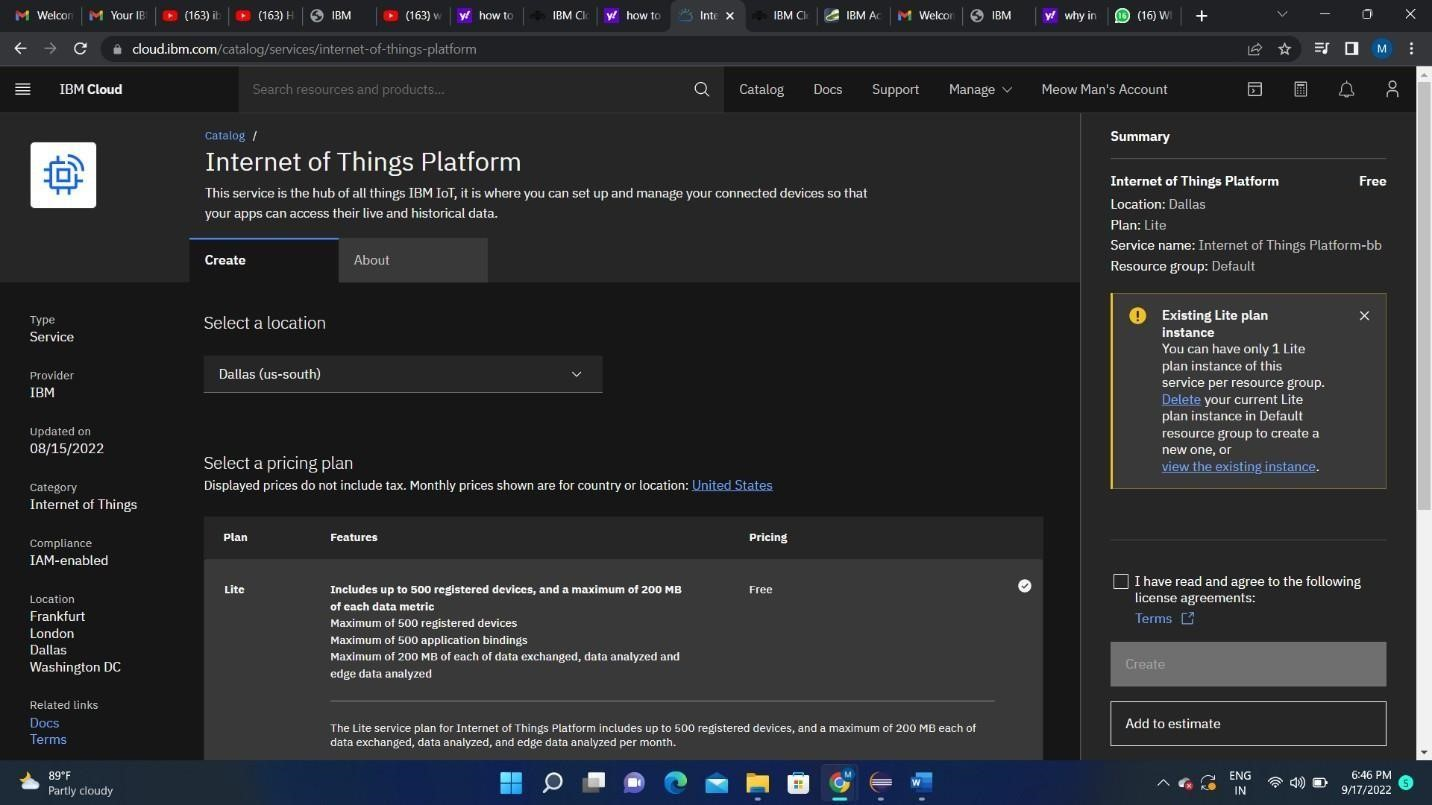 Welcon
Your IB
(163) ib
(163) H
IBM
(163) w
how to
IBM Cl
how to
Inte
IBM Cl
IBM Ac
Welcon
IBM
why in
(16) W
cloud.ibm.com/catalog/services/internet-of-things-platform
M
IBM Cloud
Search resources and products...
Catalog
Docs
Support
Manage
Meow Man's Account
Catalog /
Internet of Things Platform
This service is the hub of all things IBM IoT, it is where you can set up and manage your connected devices so that
your apps can access their live and historical data.
Create
About
Type
Service
Provider
IBM
Updated on
08/15/2022
Category
Internet of Things
Compliance
IAM-enabled
Location
Frankfurt
London
Dallas
Washington DC
Related links
Docs
Terms
Select a location
Dallas (us-south)
Select a pricing plan
Displayed prices do not include tax. Monthly prices shown are for country or location: United States
Plan
Features
Pricing
Lite
Includes up to 500 registered devices, and a maximum of 200 MB
of each data metric
Maximum of 500 registered devices
Maximum of 500 application bindings
Maximum of 200 MB of each of data exchanged, data analyzed and
edge data analyzed
Free
The Lite service plan for Internet of Things Platform includes up to 500 registered devices, and a maximum of 200 MB each of
data exchanged, data analyzed, and edge data analyzed per month.
Summary
Internet of Things Platform Free
Location: Dallas
Plan: Lite
Service name: Internet of Things Platform-bb
Resource group: Default
Existing Lite plan
instance
You can have only 1 Lite
plan instance of this
service per resource group.
Delete your current Lite
plan instance in Default
resource group to create a
new one, or
view the existing instance.
I have read and agree to the following
license agreements:
Terms
Create
Add to estimate
89°F
Partly cloudy
ENG
IN
6:46 PM
9/17/2022